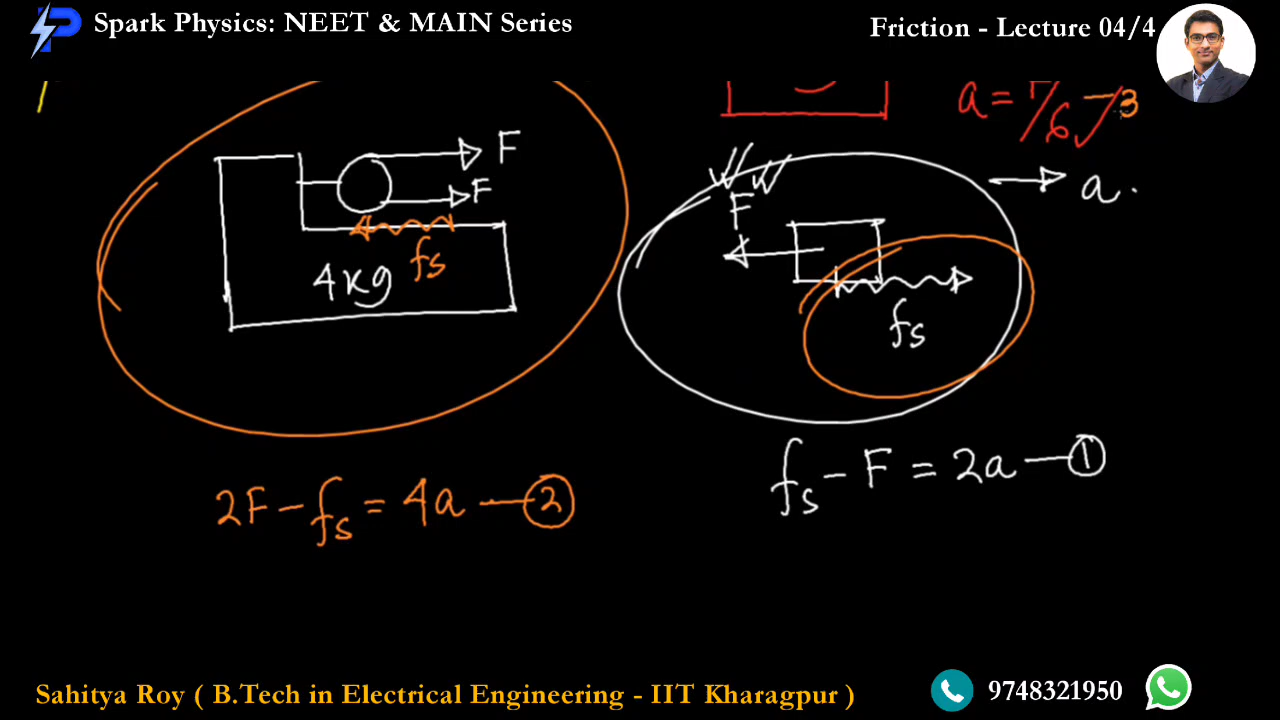 Spark Physics: NEET & MAIN Series
Friction - Lecture 04/4
a = 7/6
F
F
fs
4kg
a.
F
fs
fs - F = 2a — ①
2F - fs = 4a — ②
Sahitya Roy ( B.Tech in Electrical Engineering - IIT Kharagpur )
9748321950